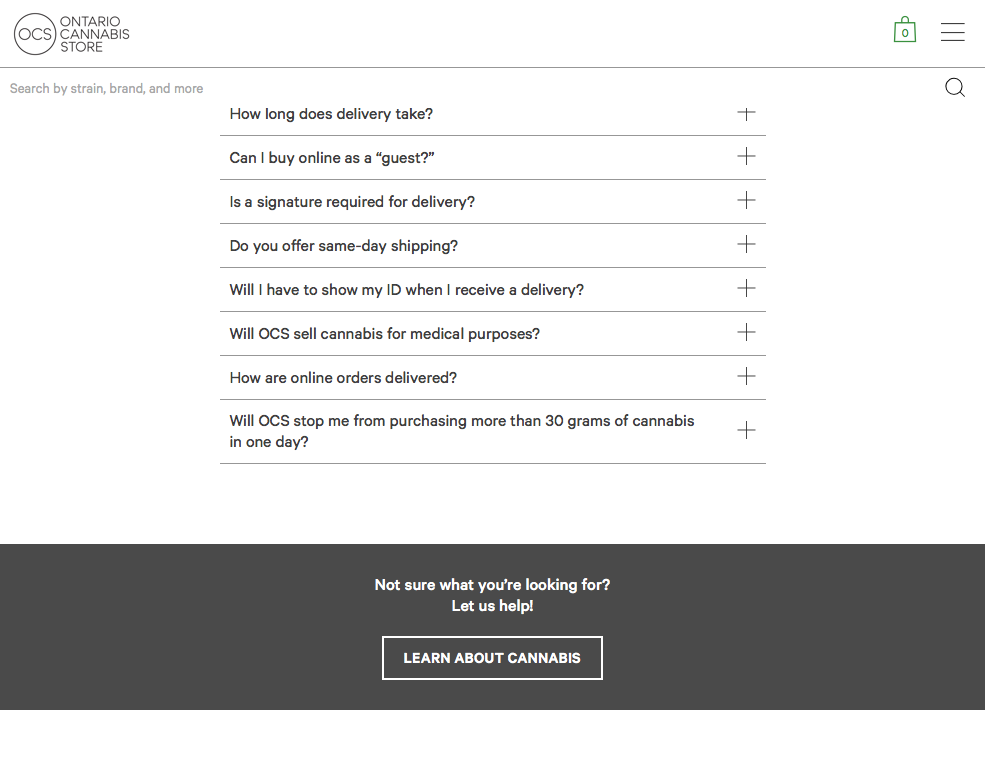 OCS
ONTARIO
CANNABIS
STORE
0
Search by strain, brand, and more
How long does delivery take?
Can I buy online as a “guest?”
Is a signature required for delivery?
Do you offer same-day shipping?
Will I have to show my ID when I receive a delivery?
Will OCS sell cannabis for medical purposes?
How are online orders delivered?
Will OCS stop me from purchasing more than 30 grams of cannabis
in one day?
Not sure what you’re looking for?
Let us help!
LEARN ABOUT CANNABIS